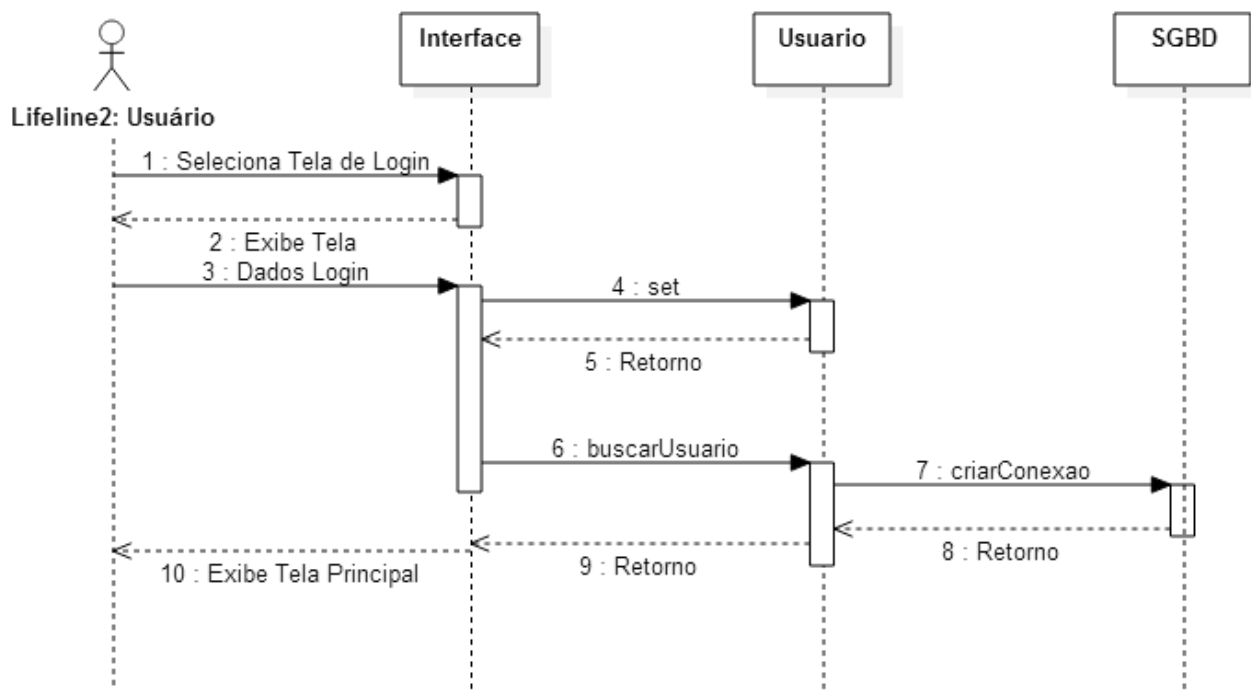 Interface
Usuario
SGBD
Lifeline2: Usuário
1 : Seleciona Tela de Login
2 : Exibe Tela
3 : Dados Login
4 : set
5 : Retorno
6 : buscarUsuario
7 : criarConexao
8 : Retorno
9 : Retorno
10 : Exibe Tela Principal